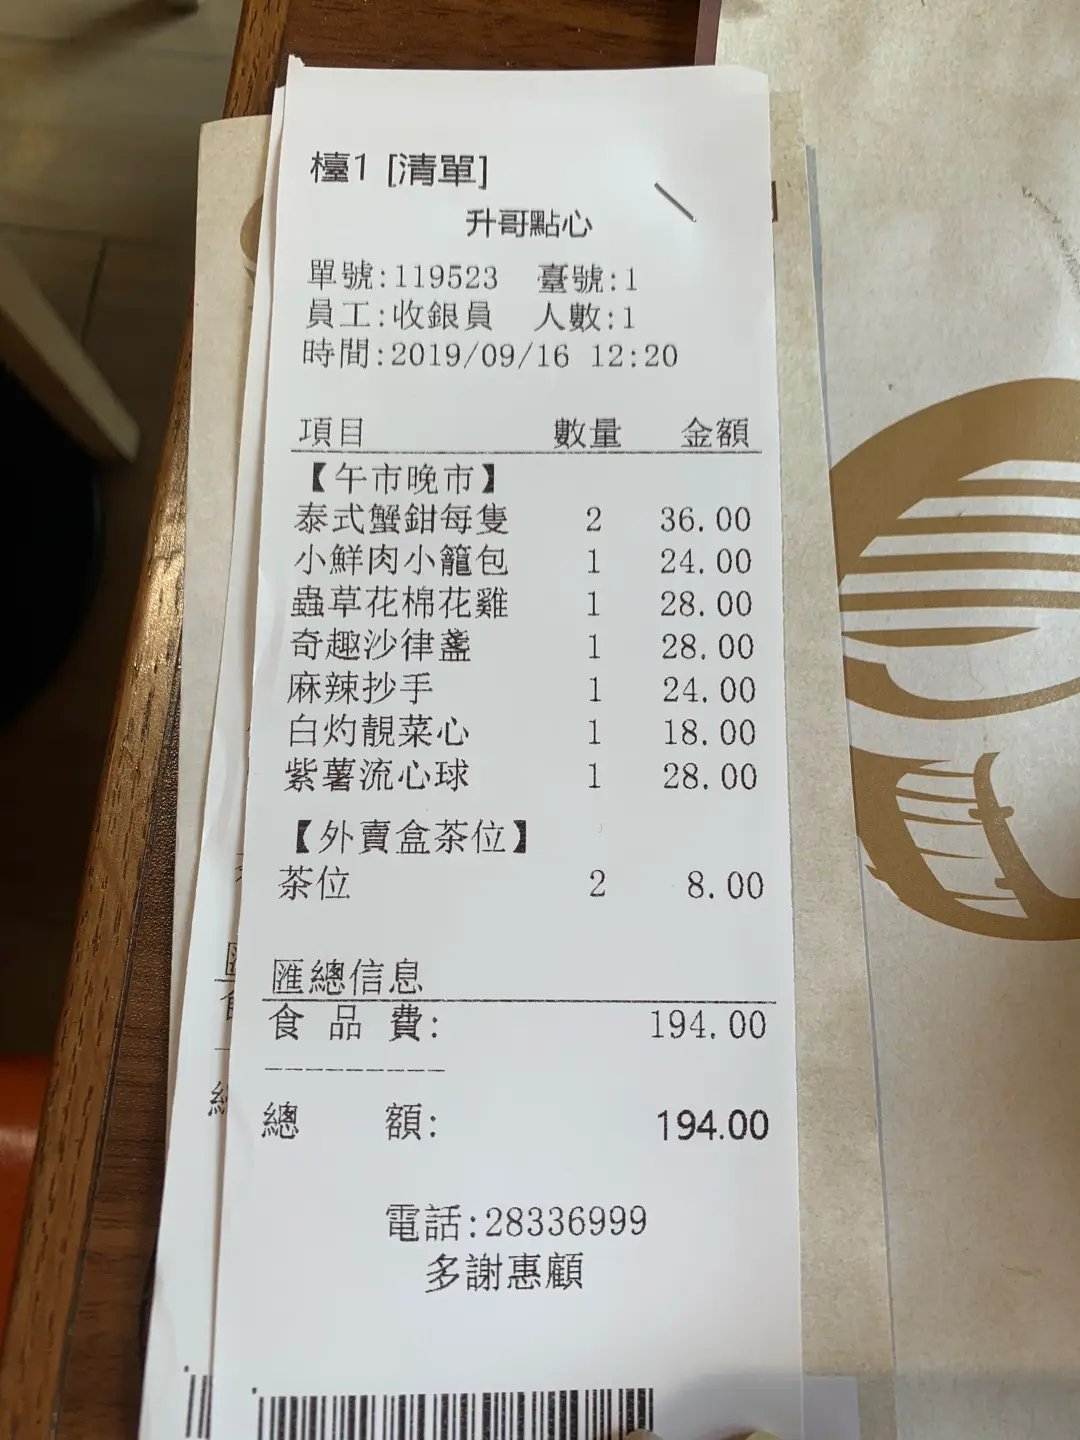 檯1 [清單]
升哥點心
單號:119523 臺號:1
員工:收銀員 人數:1
時間:2019/09/16 12:20
項目 數量 金額
【午市晚市】
泰式蟹鉗每隻 2 36.00
小鮮肉小籠包 1 24.00
蟲草花棉花雞 1 28.00
奇趣沙律盞 1 28.00
麻辣抄手 1 24.00
白灼靚菜心 1 18.00
紫薯流心球 1 28.00
【外賣盒茶位】
茶位 2 8.00
匯總信息
食 品 費: 194.00
---------
總 額: 194.00
電話:28336999
多謝惠顧